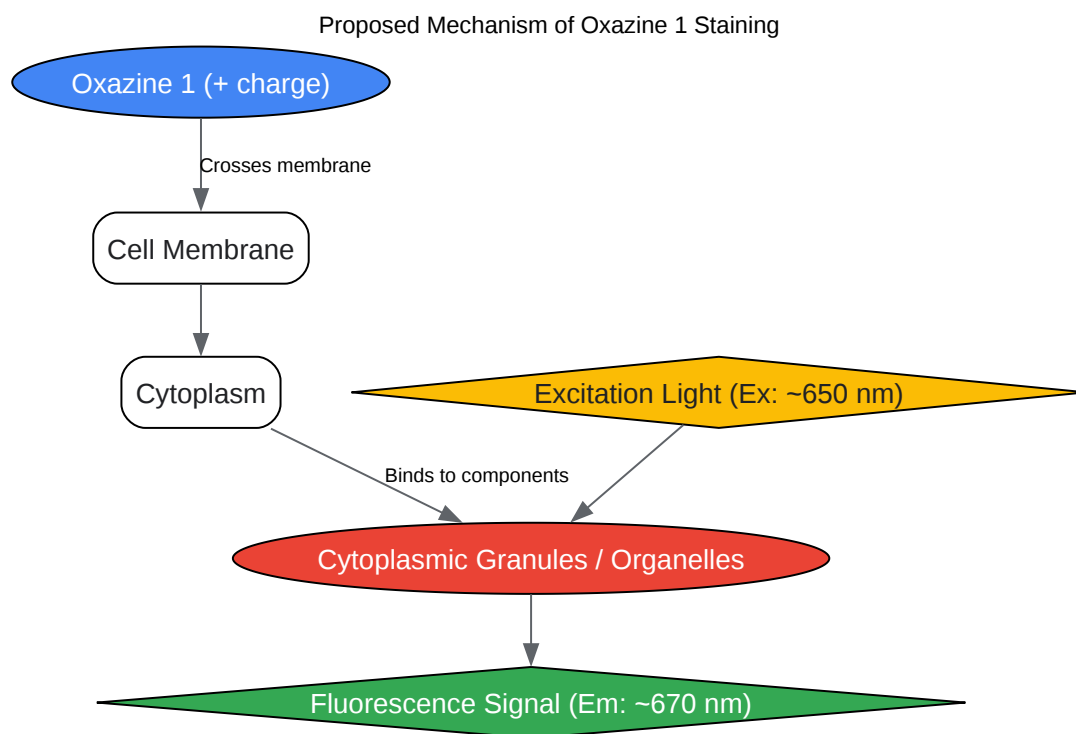 Proposed Mechanism of Oxazine 1 Staining
Oxazine 1 (+ charge)
Crosses membrane
Cell Membrane
Cytoplasm
Excitation Light (Ex: ~650 nm)
Binds to components
Cytoplasmic Granules / Organelles
Fluorescence Signal (Em: ~670 nm)